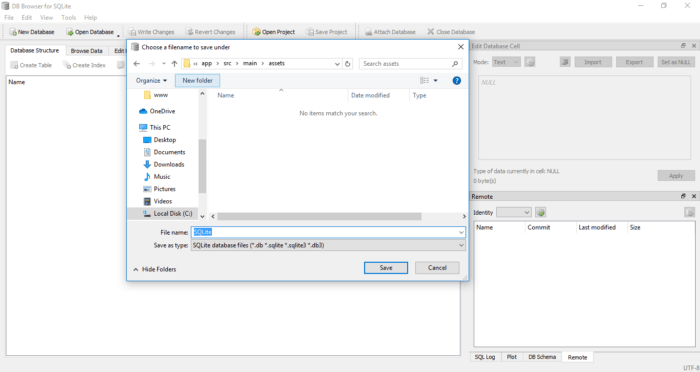 DB Browser for SQLite
File Edit View Tools Help
New Database Open Database Write Changes Revert Changes Open Project Save Project Attach Database Close Database
Database Structure Browse Data Edit
Create Table Create Index
Name
Choose a filename to save under
« app › src › main › assets
Search assets
Organize New folder
www
OneDrive
This PC
Desktop
Documents
Downloads
Music
Pictures
Videos
Local Disk (C:)
Name Date modified Type
No items match your search.
File name: SQLite
Save as type: SQLite database files (*.db *.sqlite *.sqlite3 *.db3)
Hide Folders
Save Cancel
Edit Database Cell
Mode: Text Import Export Set as NULL
NULL
Type of data currently in cell: NULL
0 byte(s)
Apply
Remote
Identity
Name Commit Last modified Size
SQL Log Plot DB Schema Remote
UTF-8